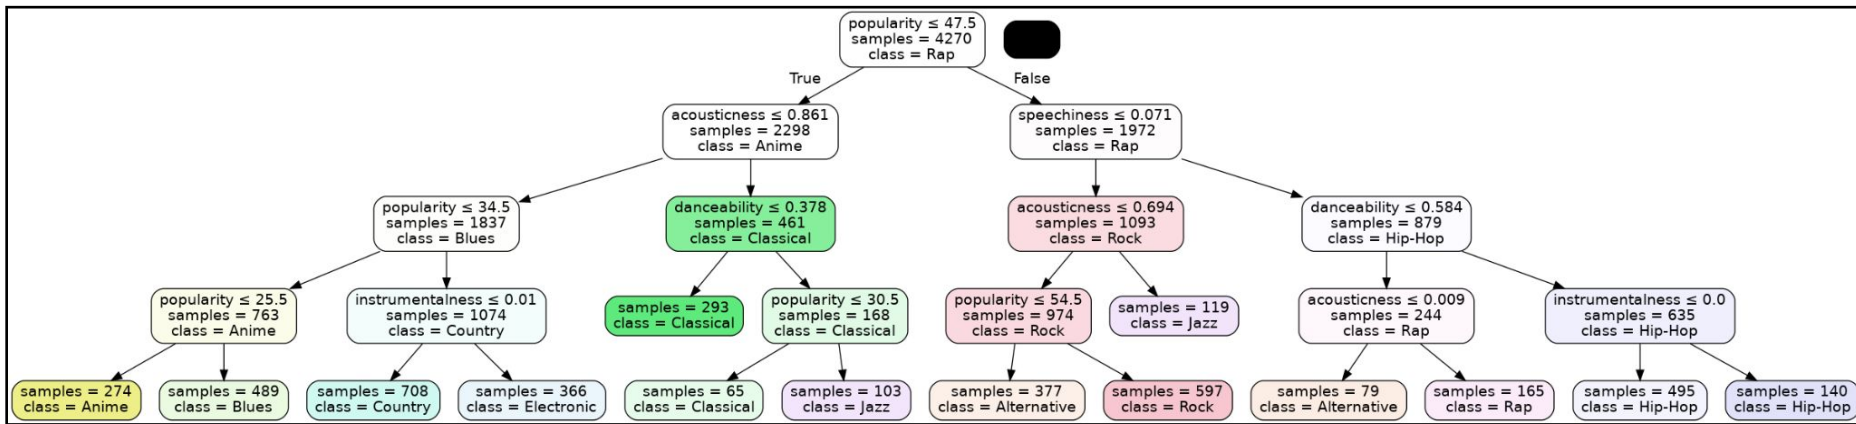 popularity ≤ 47.5
samples = 4270
class = Rap
True
False
acousticness ≤ 0.861
samples = 2298
class = Anime
speechiness ≤ 0.071
samples = 1972
class = Rap
popularity ≤ 34.5
samples = 1837
class = Blues
danceability ≤ 0.378
samples = 461
class = Classical
acousticness ≤ 0.694
samples = 1093
class = Rock
danceability ≤ 0.584
samples = 879
class = Hip-Hop
popularity ≤ 25.5
samples = 763
class = Anime
instrumentalness ≤ 0.01
samples = 1074
class = Country
samples = 293
class = Classical
popularity ≤ 30.5
samples = 168
class = Classical
popularity ≤ 54.5
samples = 974
class = Rock
samples = 119
class = Jazz
acousticness ≤ 0.009
samples = 244
class = Rap
instrumentalness ≤ 0.0
samples = 635
class = Hip-Hop
samples = 274
class = Anime
samples = 489
class = Blues
samples = 708
class = Country
samples = 366
class = Electronic
samples = 65
class = Classical
samples = 103
class = Jazz
samples = 377
class = Alternative
samples = 597
class = Rock
samples = 79
class = Alternative
samples = 165
class = Rap
samples = 495
class = Hip-Hop
samples = 140
class = Hip-Hop